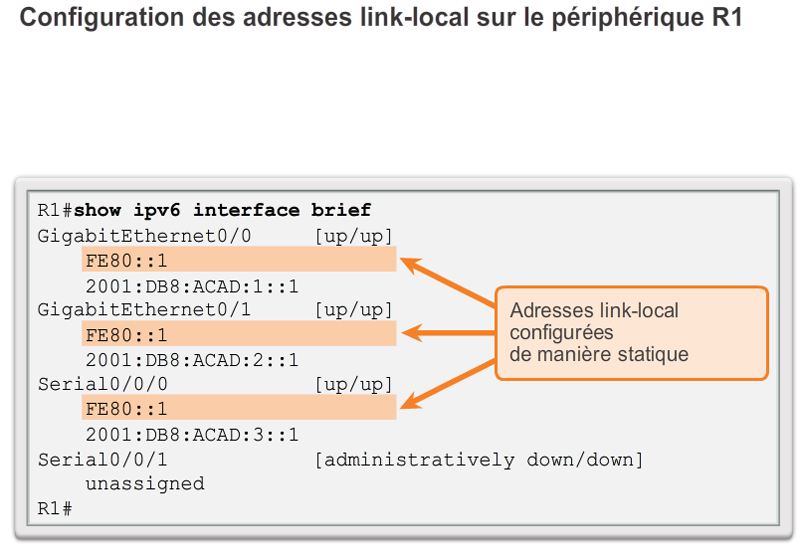 Configuration des adresses link-local sur le périphérique R1
R1#show ipv6 interface brief
GigabitEthernet0/0 [up/up]
FE80::1
2001:DB8:ACAD:1::1
GigabitEthernet0/1 [up/up]
FE80::1
2001:DB8:ACAD:2::1
Serial0/0/0 [up/up]
FE80::1
2001:DB8:ACAD:3::1
Serial0/0/1 [administratively down/down]
unassigned
R1#
Adresses link-local
configurées
de manière statique